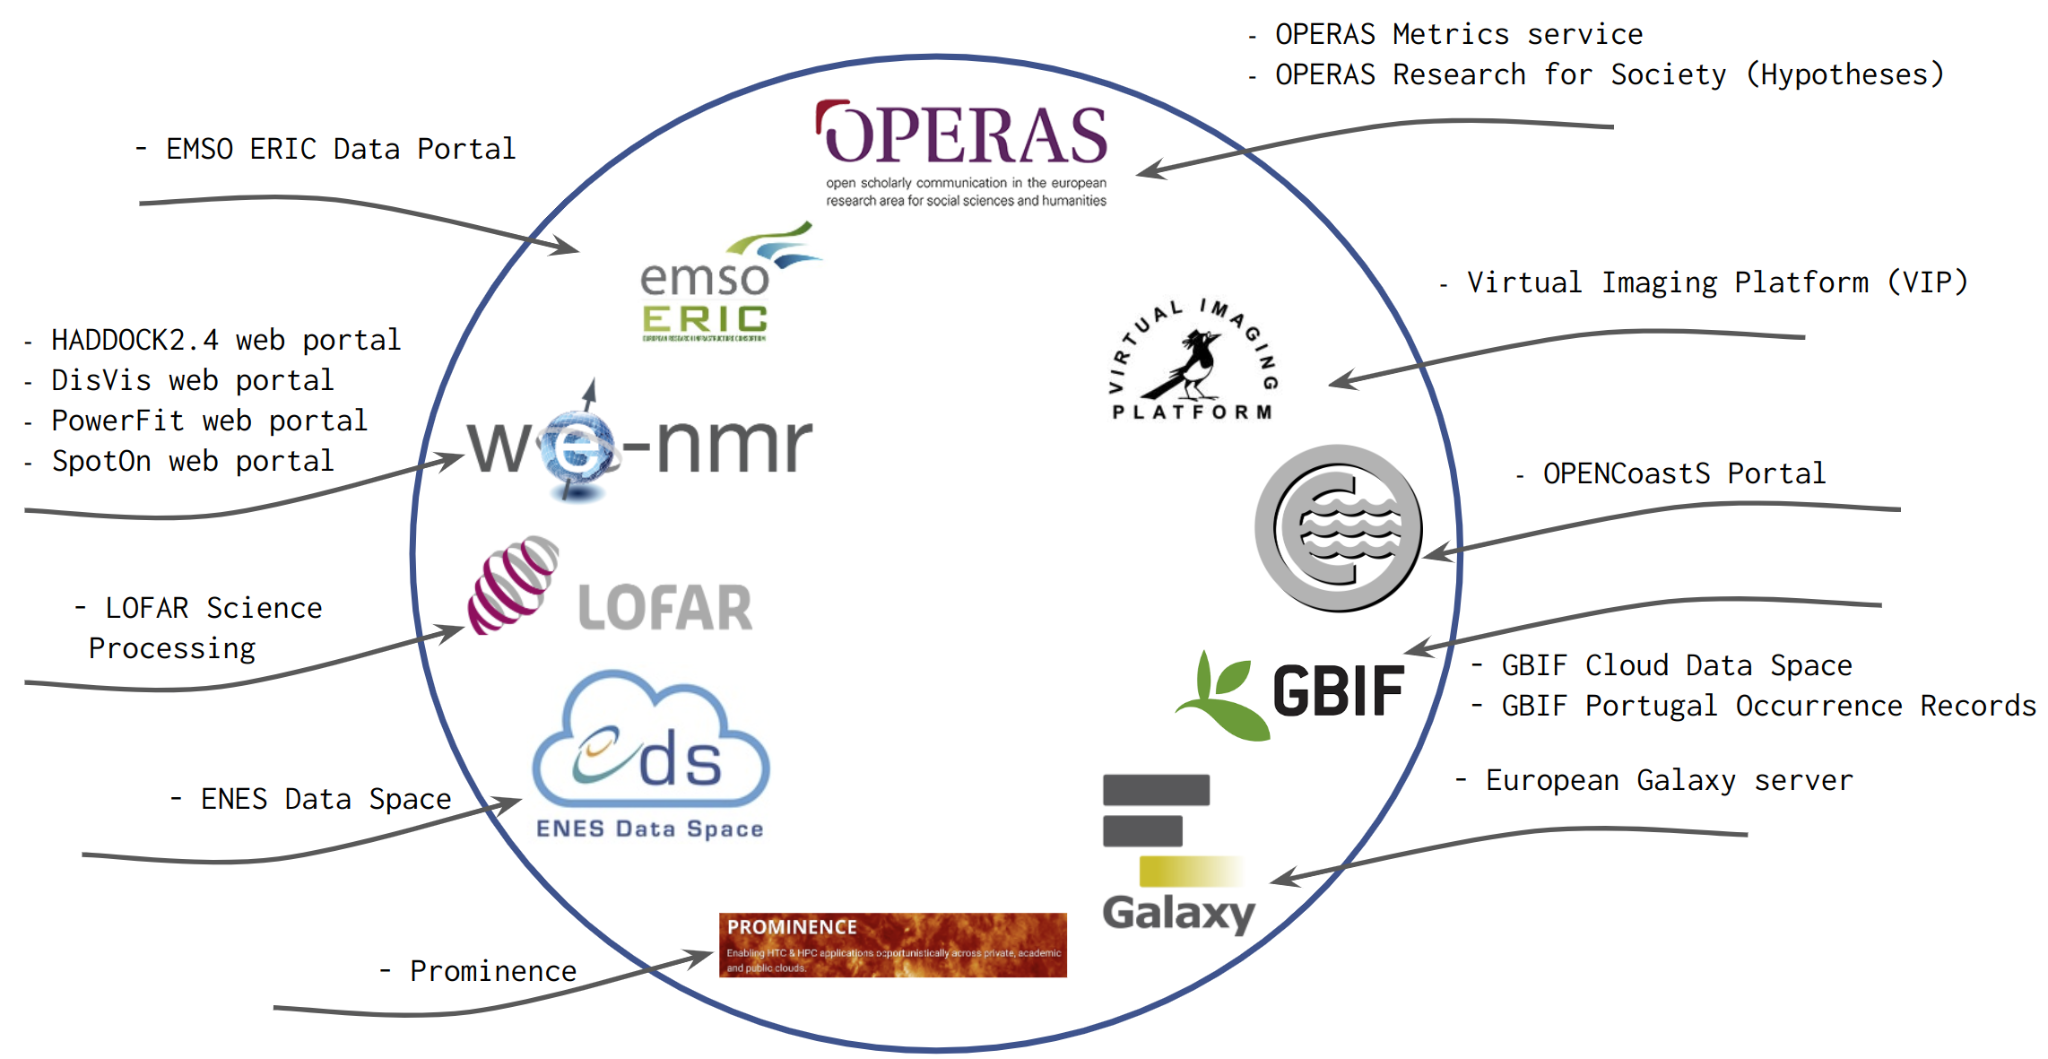 - OPERAS Metrics service
- OPERAS Research for Society (Hypotheses)
OPERAS
open scholarly communication in the european
research area for social sciences and humanities
- EMSO ERIC Data Portal
emso
ERIC
EUROPEAN RESEARCH INFRASTRUCTURE CONSORTIUM
- Virtual Imaging Platform (VIP)
VIRTUAL IMAGING
PLATFORM
- HADDOCK2.4 web portal
- DisVis web portal
- PowerFit web portal
- SpotOn web portal
we-nmr
- OPENCoastS Portal
- LOFAR Science
Processing
LOFAR
GBIF
- GBIF Cloud Data Space
- GBIF Portugal Occurrence Records
- ENES Data Space
eds
ENES Data Space
- European Galaxy server
Galaxy
- Prominence
PROMINENCE
Enabling HTC & HPC applications opportunistically across private, academic
and public clouds.